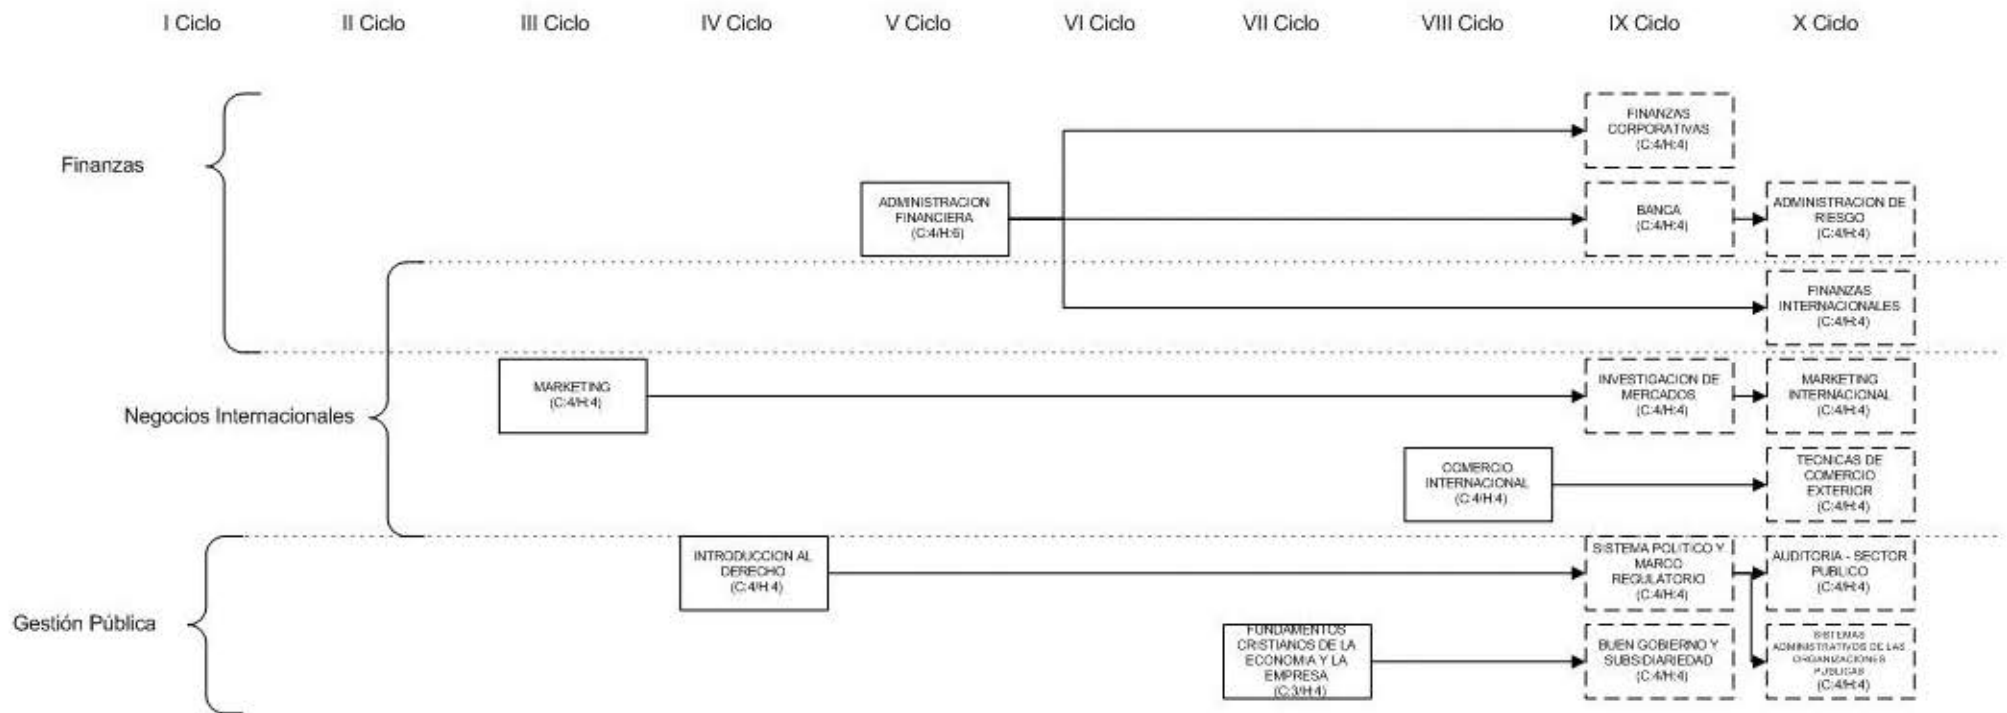 I Ciclo II Ciclo III Ciclo IV Ciclo V Ciclo VI Ciclo VII Ciclo VIII Ciclo IX Ciclo X Ciclo
Finanzas
FINANZAS
CORPORATIVAS
(C:4/H:4)
ADMINISTRACION
FINANCIERA
(C:4/H:6)
BANCA
(C:4/H:4)
ADMINISTRACION DE
RIESGO
(C:4/H:4)
FINANZAS
INTERNACIONALES
(C:4/H:4)
Negocios Internacionales
MARKETING
(C:4/H:4)
INVESTIGACION DE
MERCADOS
(C:4/H:4)
MARKETING
INTERNACIONAL
(C:4/H:4)
COMERCIO
INTERNACIONAL
(C:4/H:4)
TECNICAS DE
COMERCIO
EXTERIOR
(C:4/H:4)
Gestión Pública
INTRODUCCION AL
DERECHO
(C:4/H:4)
SISTEMA POLITICO Y
MARCO
REGULATORIO
(C:4/H:4)
AUDITORIA - SECTOR
PUBLICO
(C:4/H:4)
FUNDAMENTOS
CRISTIANOS DE LA
ECONOMIA Y LA
EMPRESA
(C:3/H:4)
BUEN GOBIERNO Y
SUBSIDIARIEDAD
(C:4/H:4)
SISTEMAS
ADMINISTRATIVOS DE LAS
ORGANIZACIONES
PUBLICAS
(C:4/H:4)